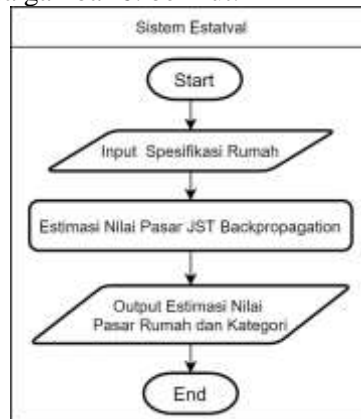 Sistem Estatval
Start
Input Spesifikasi Rumah
Estimasi Nilai Pasar JST Backpropagation
Output Estimasi Nilai
Pasar Rumah dan Kategori
End